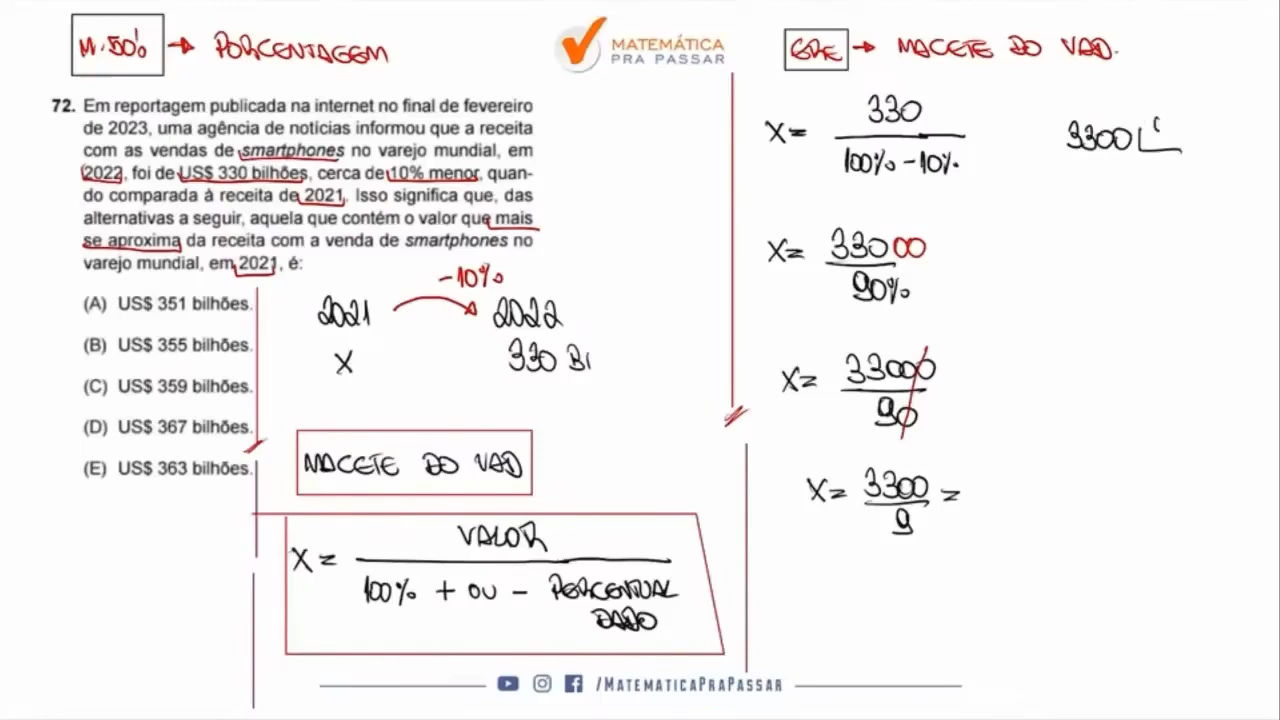 M.50% → PORCENTAGEM
MATEMÁTICA
PRA PASSAR
→ MACETE DO VAD.
72. Em reportagem publicada na internet no final de fevereiro
de 2023, uma agência de notícias informou que a receita
com as vendas de smartphones no varejo mundial, em
2022, foi de US$ 330 bilhões, cerca de 10% menor, quan-
do comparada à receita de 2021. Isso significa que, das
alternativas a seguir, aquela que contém o valor que mais
se aproxima da receita com a venda de smartphones no
varejo mundial, em 2021, é:
(A) US$ 351 bilhões.
(B) US$ 355 bilhões.
(C) US$ 359 bilhões.
(D) US$ 367 bilhões.
(E) US$ 363 bilhões.
-10%
2021 2022
X 330 BI
MACETE DO VAD
X = VALOR
100% + OU - PERCENTUAL
DADO
X = 330
100% - 10%
3300
X = 33000
90%
X = 33000
90
X = 3300 =
9
/MATEMATICAPRAPASSAR